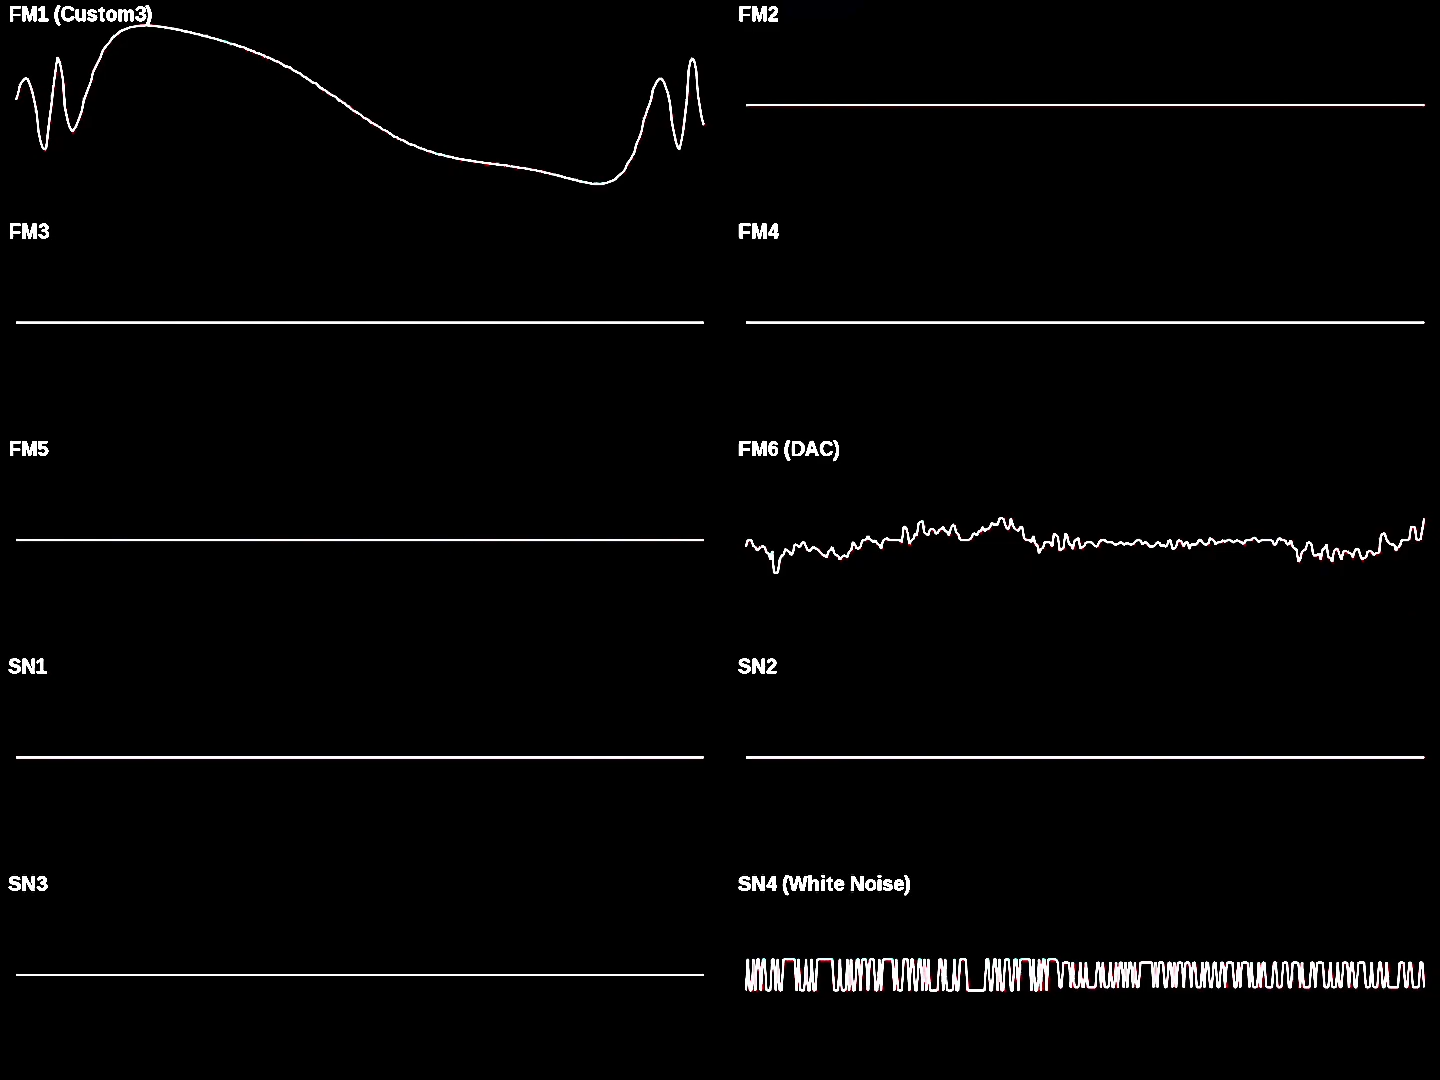 FM1 (Custom3)
FM2
FM3
FM4
FM5
FM6 (DAC)
SN1
SN2
SN3
SN4 (White Noise)